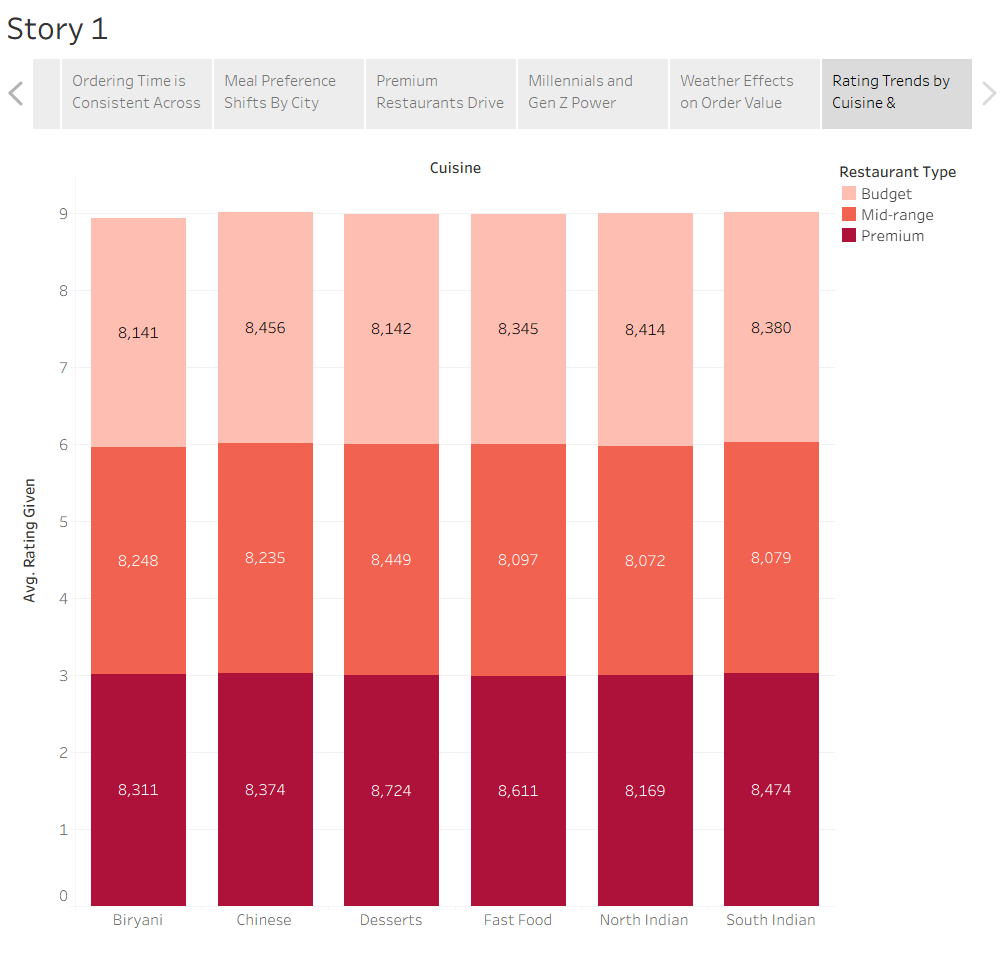 Story 1
Ordering Time is
Consistent Across
Meal Preference
Shifts By City
Premium
Restaurants Drive
Millennials and
Gen Z Power
Weather Effects
on Order Value
Rating Trends by
Cuisine &
Cuisine
Restaurant Type
Budget
Mid-range
Premium
Avg. Rating Given
9
8
7
6
5
4
3
2
1
0
8,141
8,456
8,142
8,345
8,414
8,380
8,248
8,235
8,449
8,097
8,072
8,079
8,311
8,374
8,724
8,611
8,169
8,474
Biryani
Chinese
Desserts
Fast Food
North Indian
South Indian